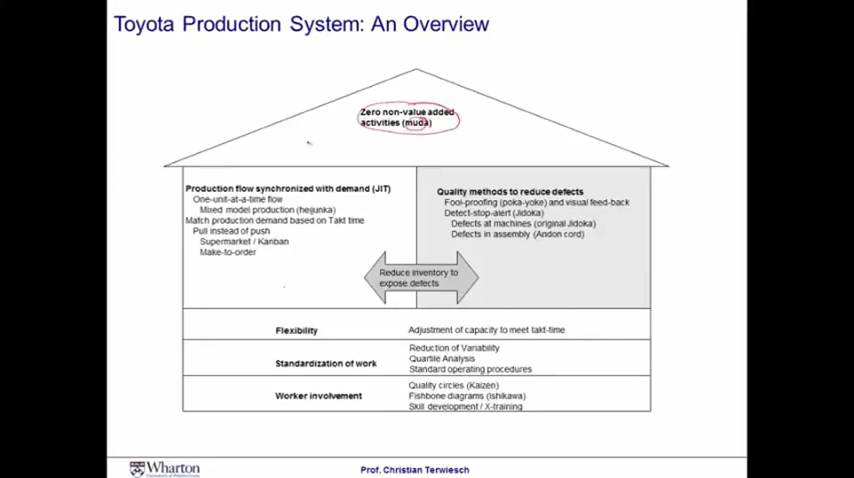 Toyota Production System: An Overview
Zero non-value added
activities (muda)
Production flow synchronized with demand (JIT)
One-unit-at-a-time flow
Mixed model production (heijunka)
Match production demand based on Takt time
Pull instead of push
Supermarket / Kanban
Make-to-order
Quality methods to reduce defects
Fool-proofing (poka-yoke) and visual feed-back
Detect-stop-alert (Jidoka)
Defects at machines (original Jidoka)
Defects in assembly (Andon cord)
Reduce inventory to
expose defects
Flexibility
Adjustment of capacity to meet takt-time
Standardization of work
Reduction of Variability
Quartile Analysis
Standard operating procedures
Worker involvement
Quality circles (Kaizen)
Fishbone diagrams (Ishikawa)
Skill development / X-training
Wharton
Prof. Christian Terwiesch